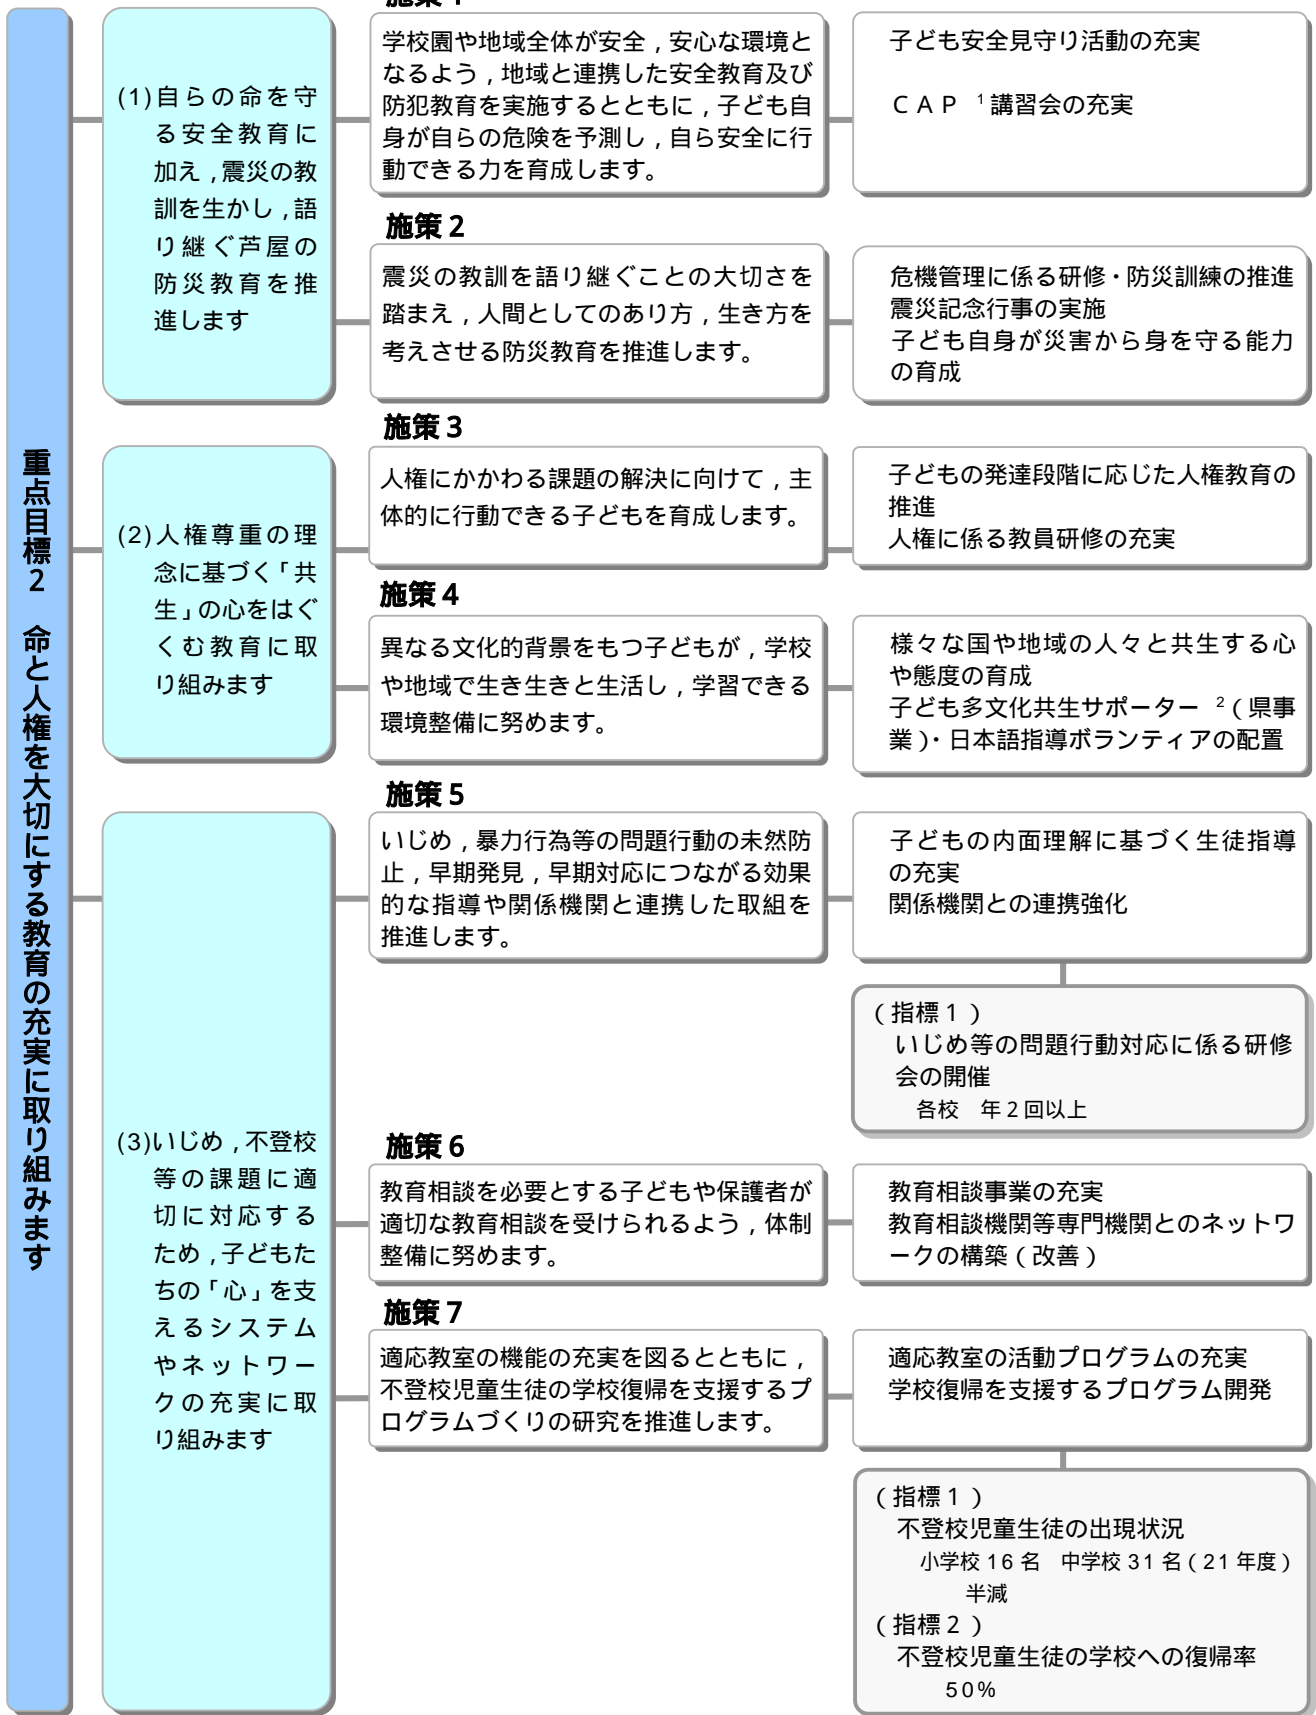 重点目標2　命と人権を大切にする教育の充実に取り組みます
(1)自らの命を守
る安全教育に
加え,震災の教
訓を生かし,語
り継ぐ芦屋の
防災教育を推
進します
施策1
学校園や地域全体が安全,安心な環境と
なるよう,地域と連携した安全教育及び
防犯教育を実施するとともに,子ども自
身が自らの危険を予測し,自ら安全に行
動できる力を育成します。
子ども安全見守り活動の充実
CAP 1講習会の充実
施策2
震災の教訓を語り継ぐことの大切さを
踏まえ,人間としてのあり方,生き方を
考えさせる防災教育を推進します。
危機管理に係る研修・防災訓練の推進
震災記念行事の実施
子ども自身が災害から身を守る能力
の育成
(2)人権尊重の理
念に基づく「共
生」の心をはぐ
くむ教育に取
り組みます
施策3
人権にかかわる課題の解決に向けて,主
体的に行動できる子どもを育成します。
子どもの発達段階に応じた人権教育の
推進
人権に係る教員研修の充実
施策4
異なる文化的背景をもつ子どもが,学校
や地域で生き生きと生活し,学習できる
環境整備に努めます。
様々な国や地域の人々と共生する心
や態度の育成
子ども多文化共生サポーター 2(県事
業)・日本語指導ボランティアの配置
(3)いじめ,不登校
等の課題に適
切に対応する
ため,子どもた
ちの「心」を支
えるシステム
やネットワー
クの充実に取
り組みます
施策5
いじめ,暴力行為等の問題行動の未然防
止,早期発見,早期対応につながる効果
的な指導や関係機関と連携した取組を
推進します。
子どもの内面理解に基づく生徒指導
の充実
関係機関との連携強化
(指標1)
いじめ等の問題行動対応に係る研修
会の開催
各校　年2回以上
施策6
教育相談を必要とする子どもや保護者が
適切な教育相談を受けられるよう,体制
整備に努めます。
教育相談事業の充実
教育相談機関等専門機関とのネットワ
ークの構築(改善)
施策7
適応教室の機能の充実を図るとともに,
不登校児童生徒の学校復帰を支援するプ
ログラムづくりの研究を推進します。
適応教室の活動プログラムの充実
学校復帰を支援するプログラム開発
(指標1)
不登校児童生徒の出現状況
小学校16名　中学校31名(21年度)
半減
(指標2)
不登校児童生徒の学校への復帰率
50%